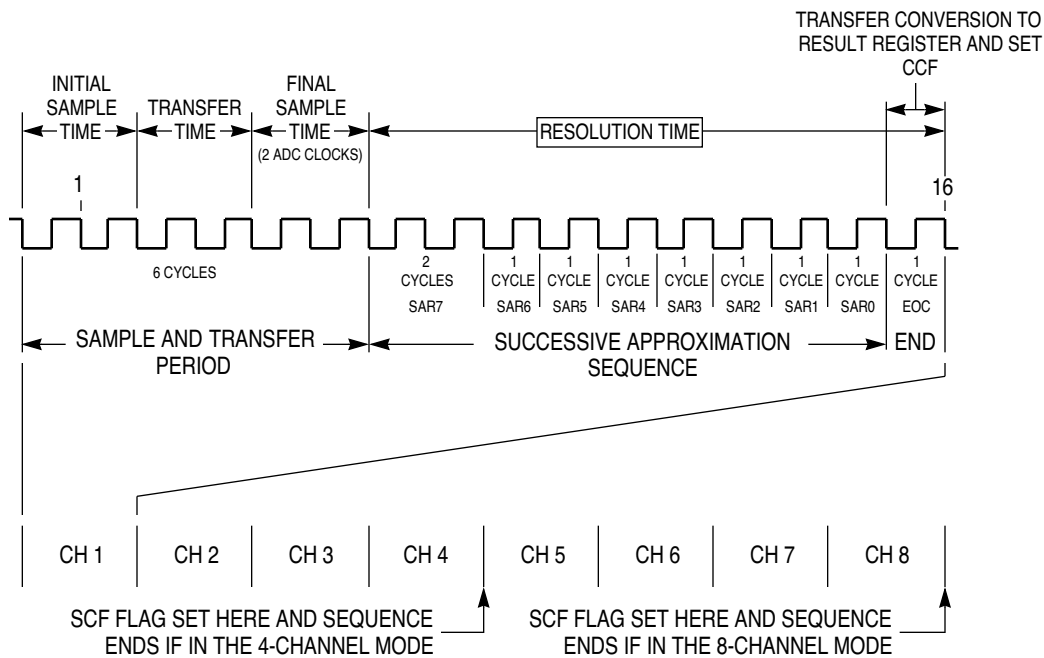 TRANSFER CONVERSION TO
RESULT REGISTER AND SET
CCF
INITIAL
SAMPLE
TIME
TRANSFER
TIME
FINAL
SAMPLE
TIME
(2 ADC CLOCKS)
RESOLUTION TIME
1
16
6 CYCLES
2
CYCLES
SAR7
1
CYCLE
SAR6
1
CYCLE
SAR5
1
CYCLE
SAR4
1
CYCLE
SAR3
1
CYCLE
SAR2
1
CYCLE
SAR1
1
CYCLE
SAR0
1
CYCLE
EOC
SAMPLE AND TRANSFER
PERIOD
SUCCESSIVE APPROXIMATION
SEQUENCE
END
CH 1
CH 2
CH 3
CH 4
CH 5
CH 6
CH 7
CH 8
SCF FLAG SET HERE AND SEQUENCE
ENDS IF IN THE 4-CHANNEL MODE
SCF FLAG SET HERE AND SEQUENCE
ENDS IF IN THE 8-CHANNEL MODE